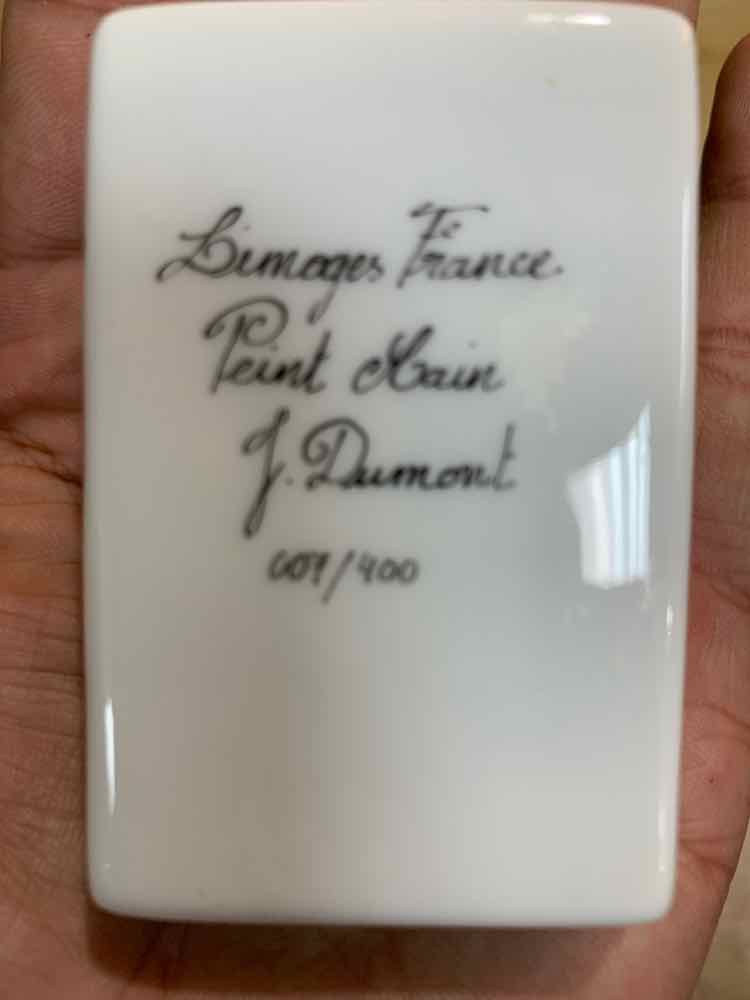 Limoges France
Peint Main
J. Dumont
007/400